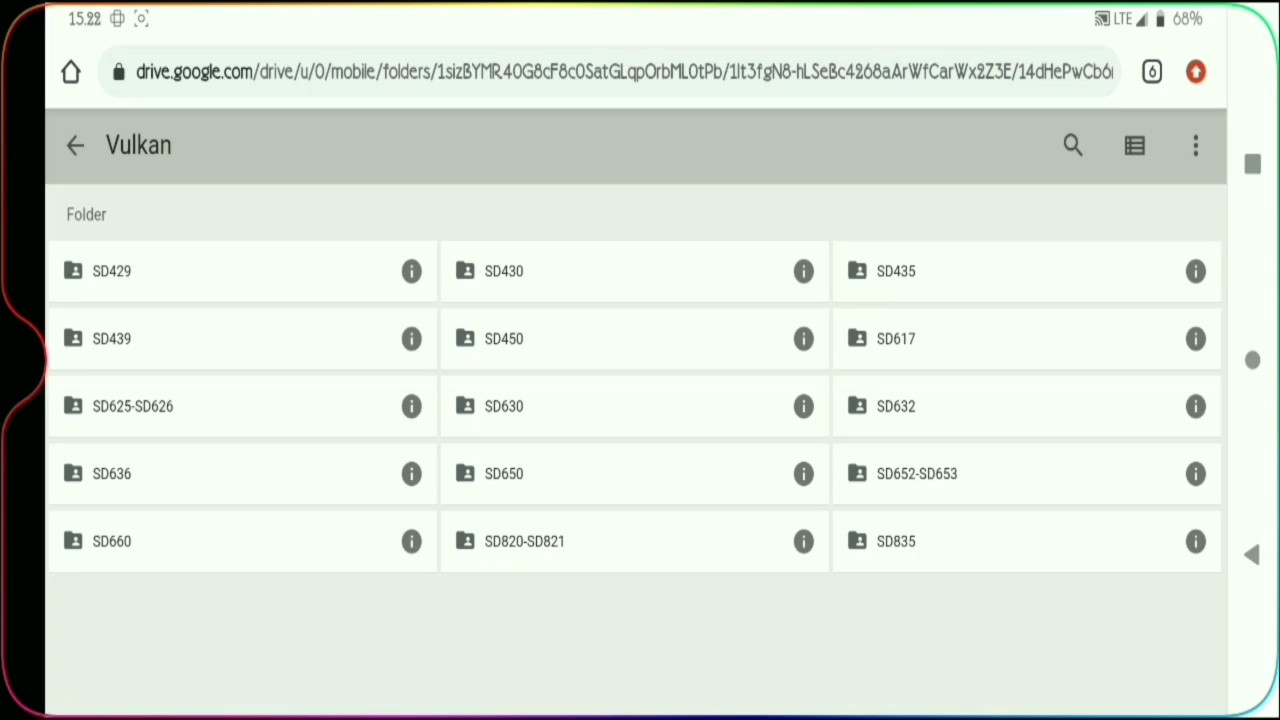 15.22 LTE 68%
drive.google.com/drive/u/0/mobile/folders/1sizBYMR40G8cF8c0SatGLqpOrbML0tPb/1lt3fgN8-hLSeBc4268aArWfCarWx2Z3E/14dHePwCb6
6
Vulkan
Folder
SD429 SD430 SD435
SD439 SD450 SD617
SD625-SD626 SD630 SD632
SD636 SD650 SD652-SD653
SD660 SD820-SD821 SD835